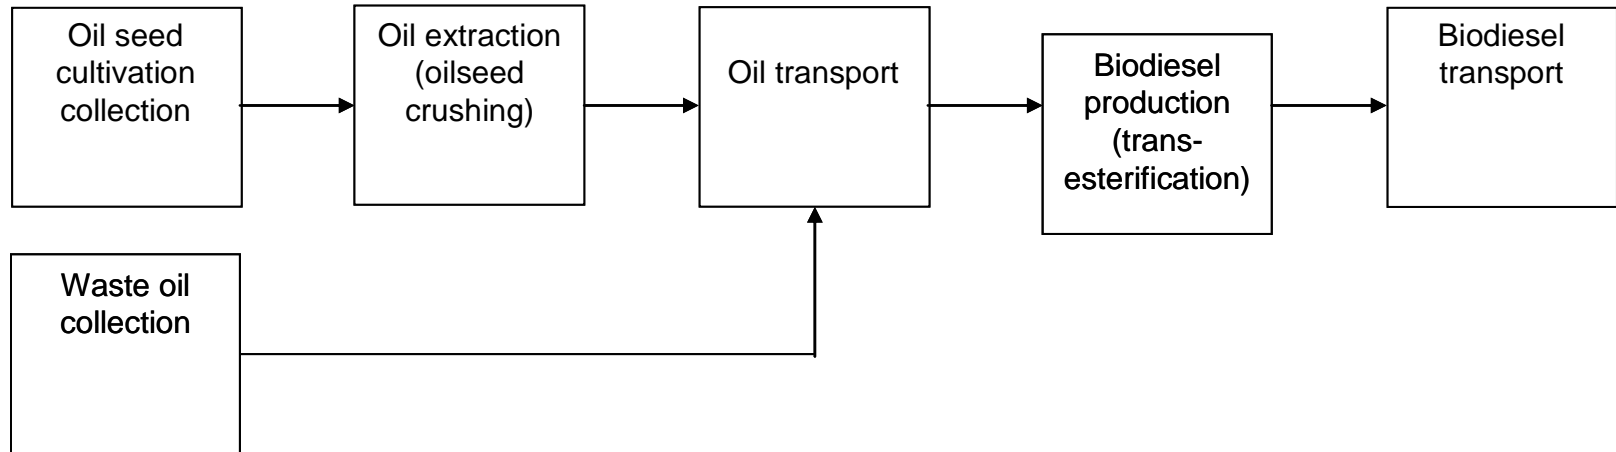 Oil seed
cultivation
collection
Oil extraction
(oilseed
crushing)
Oil transport
Biodiesel
production
(trans-
esterification)
Biodiesel
transport
Waste oil
collection